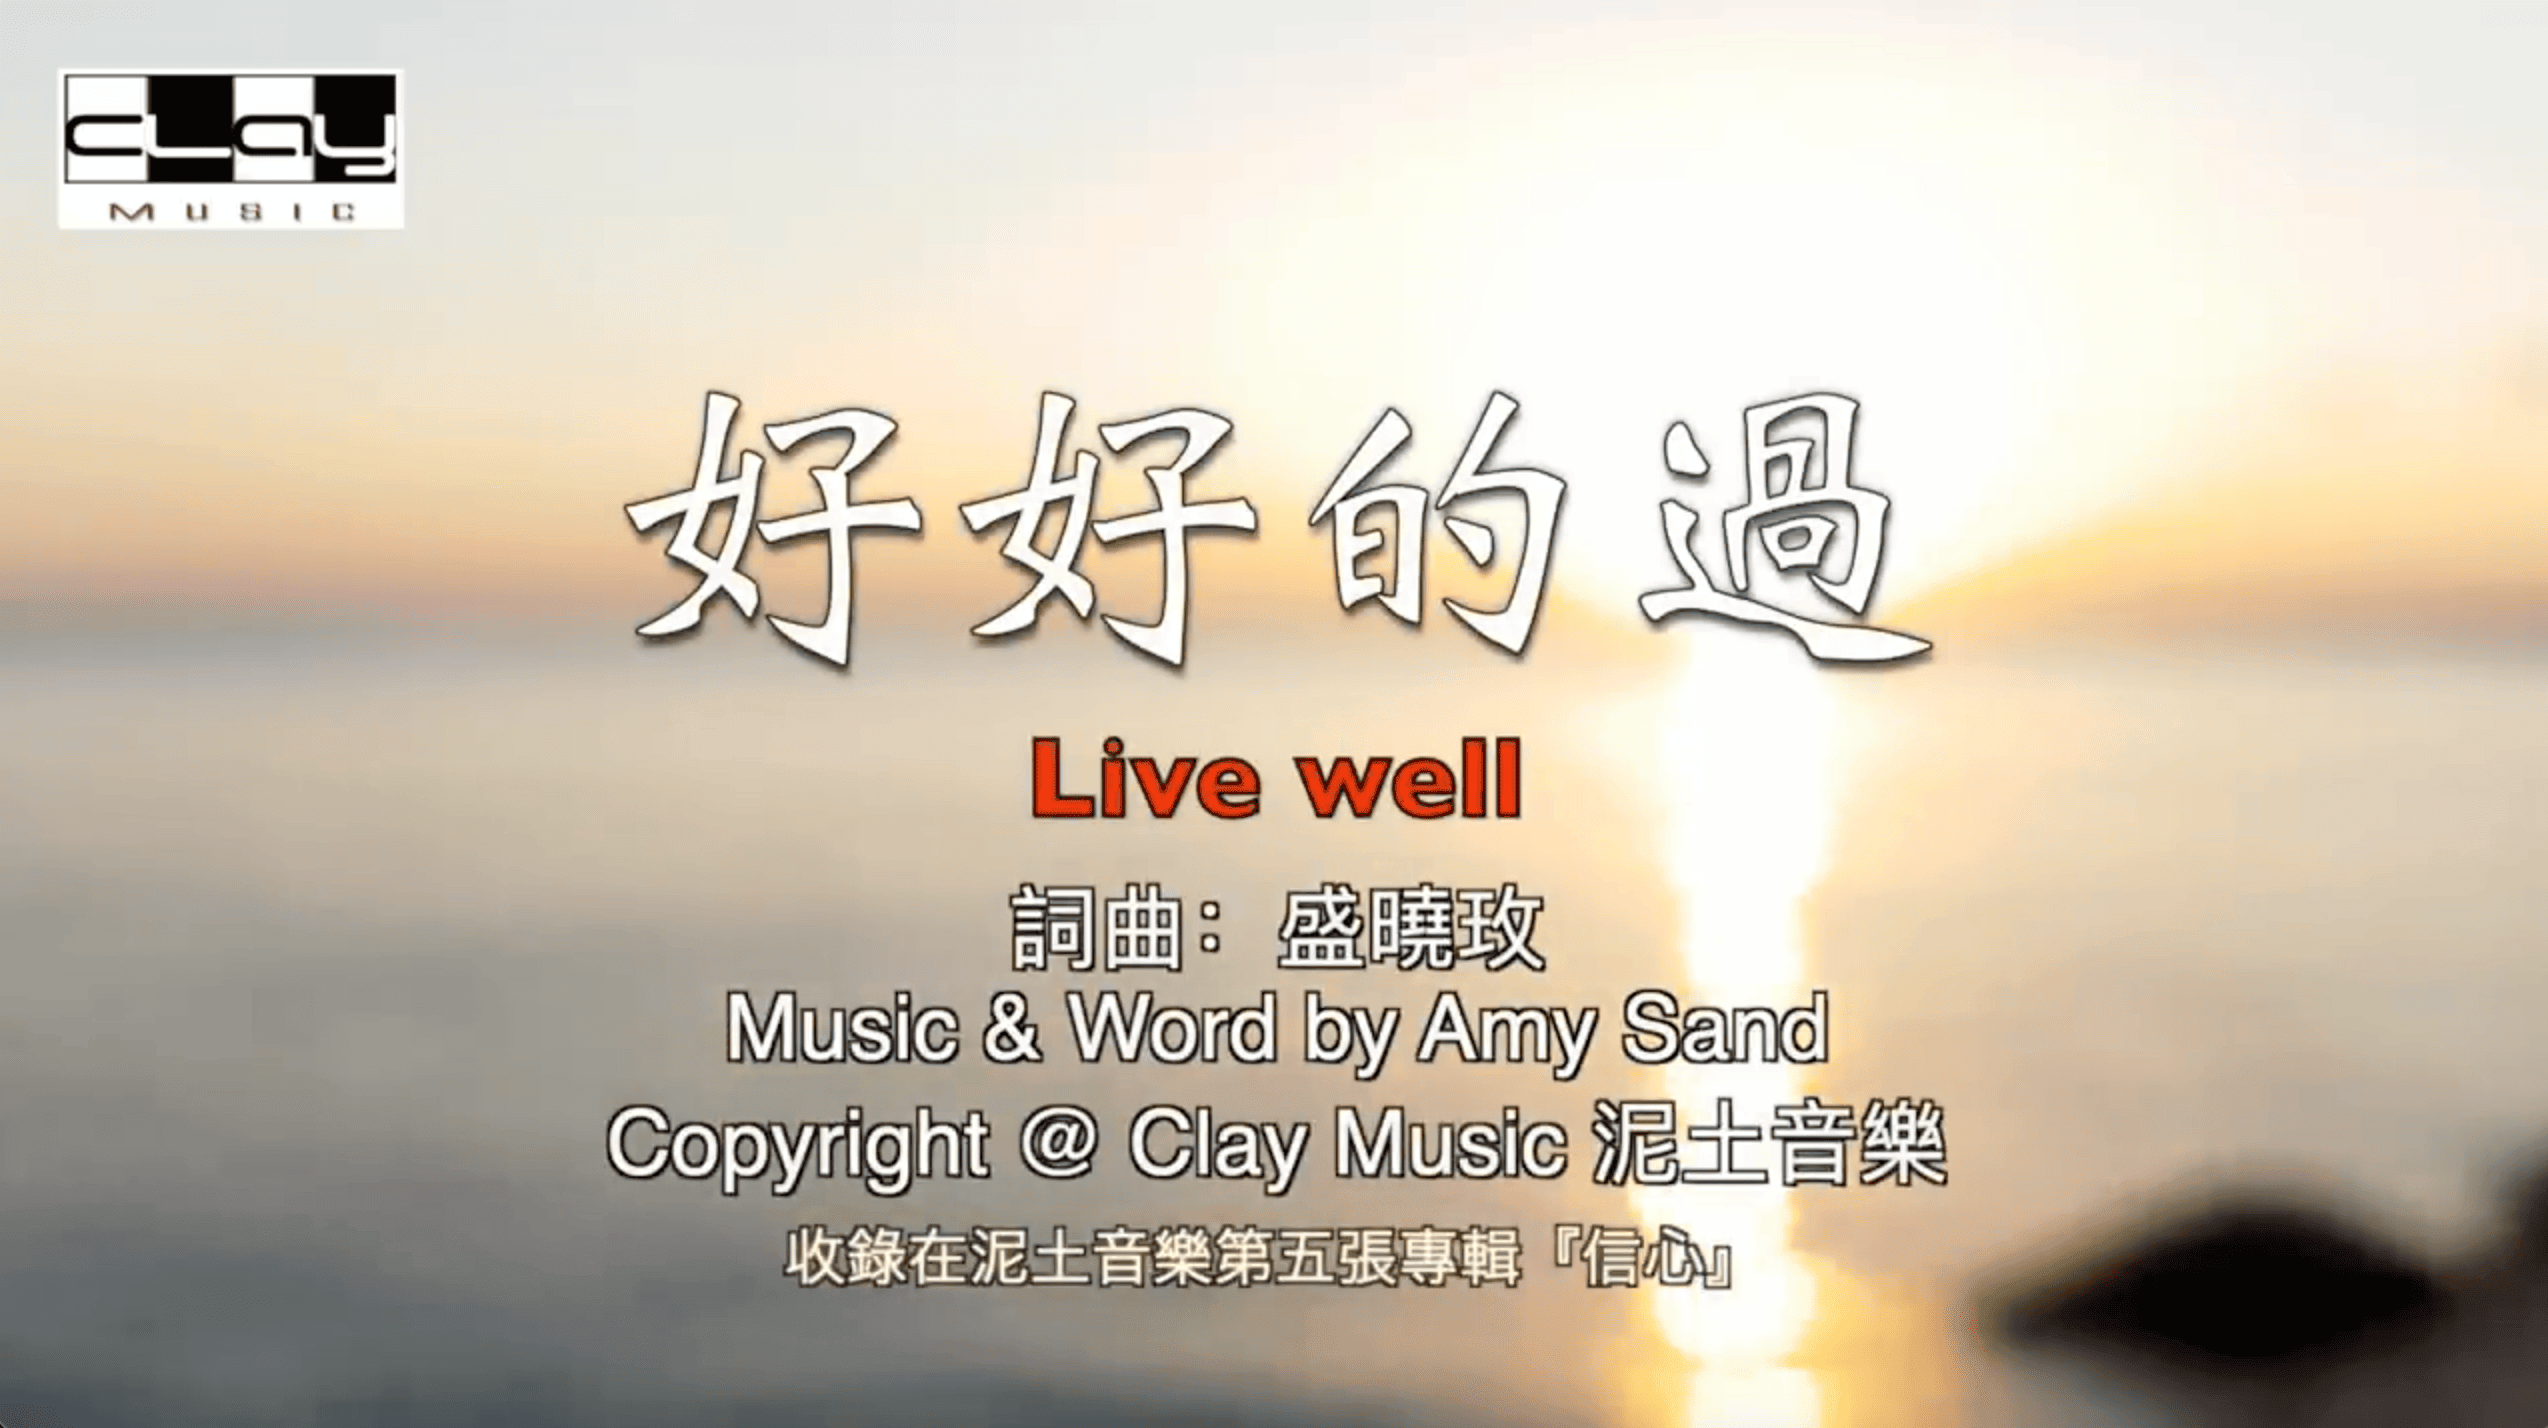 CLay
MUSIC
好好的過
Live well
詞曲：盛曉玫
Music & Word by Amy Sand
Copyright @ Clay Music 泥土音樂
收錄在泥土音樂第五張專輯『信心』